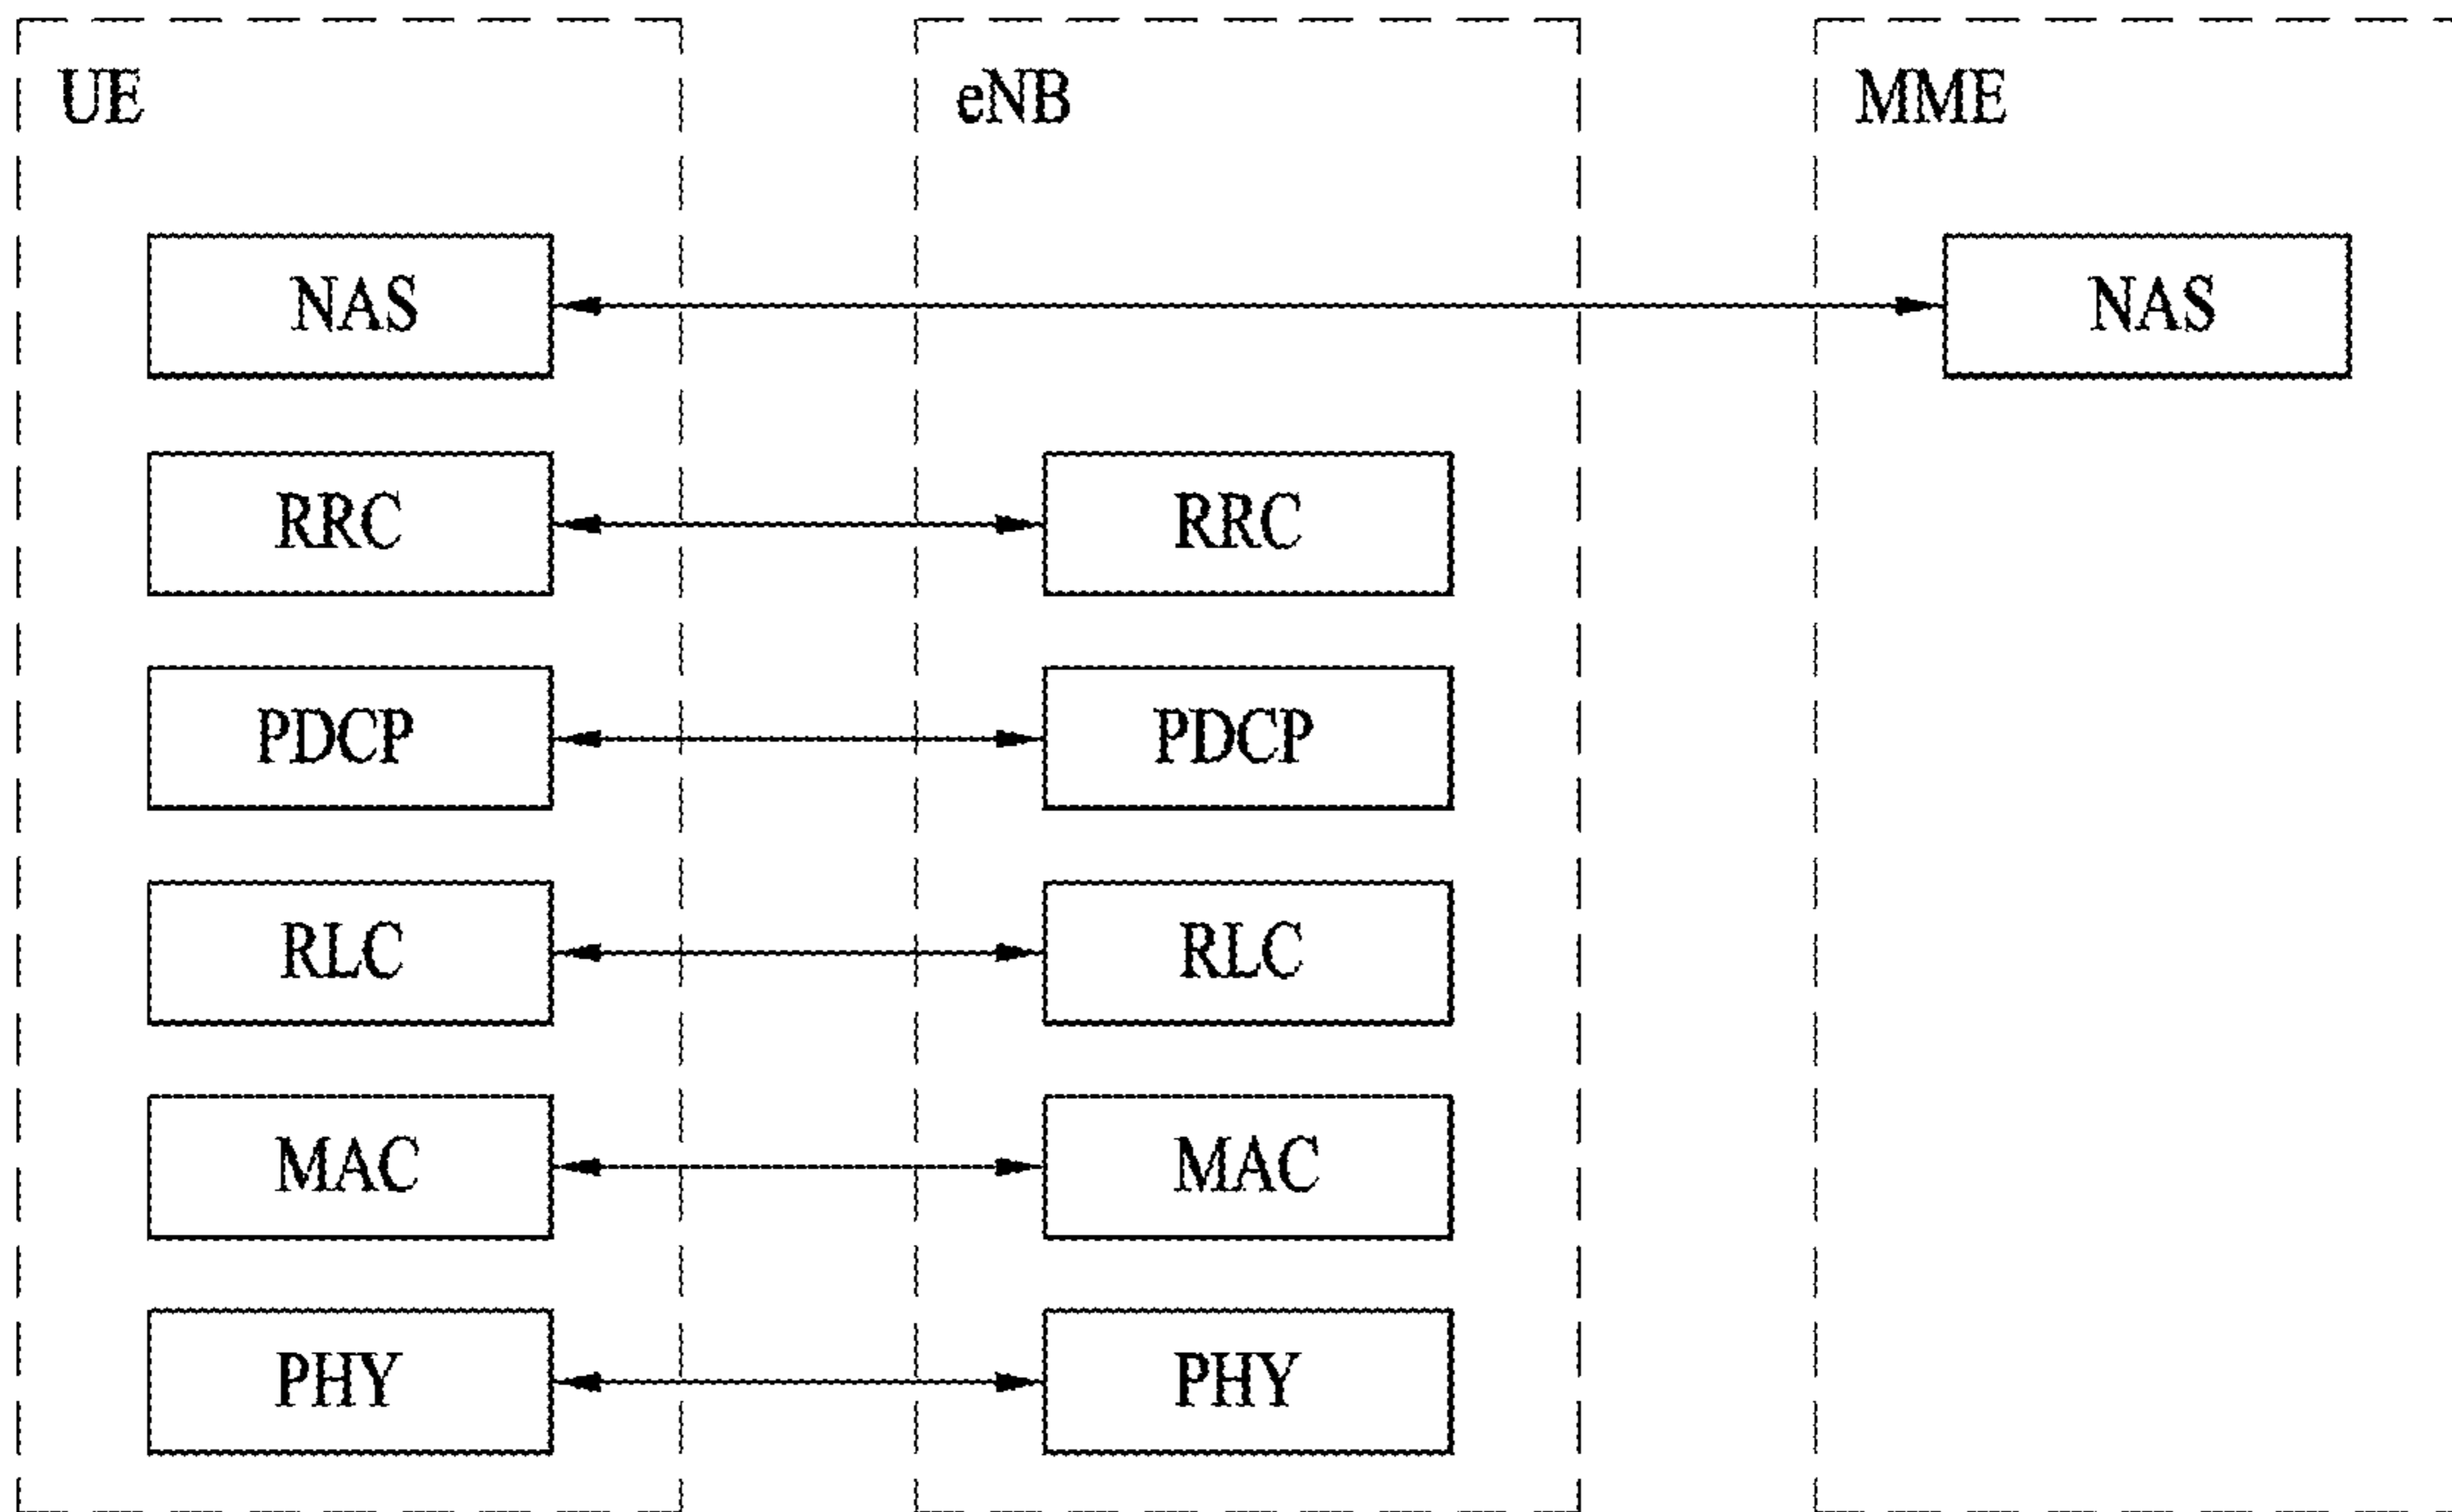 UE eNB MME
NAS NAS
RRC RRC
PDCP PDCP
RLC RLC
MAC MAC
PHY PHY